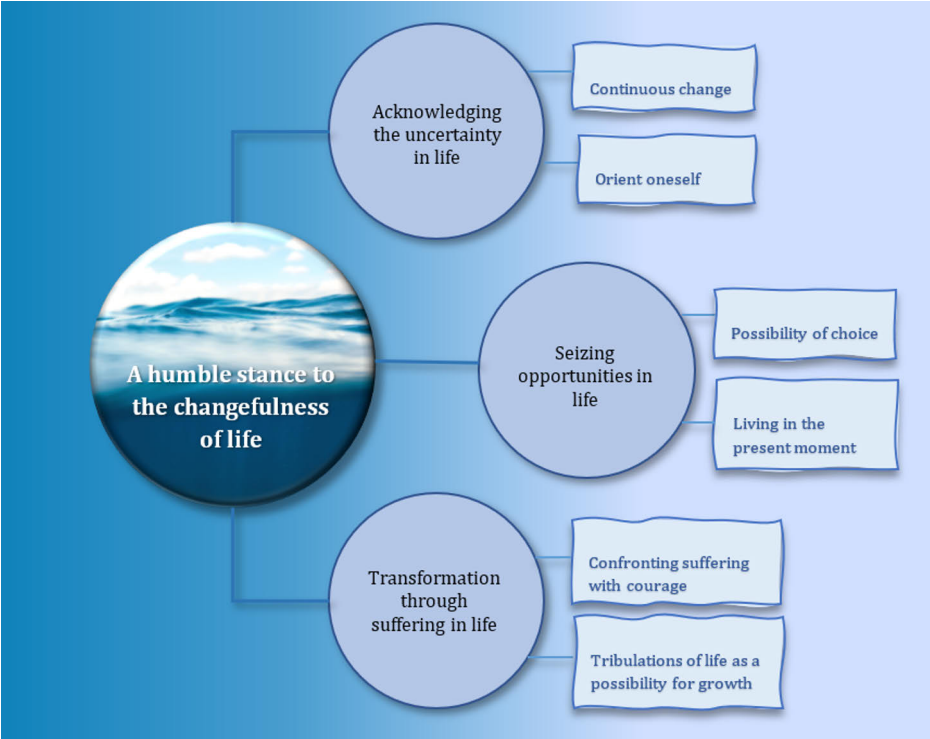 Acknowledging
the uncertainty
in life
Continuous change
Orient oneself
A humble stance to
the changefulness
of life
Seizing
opportunities in
life
Possibility of choice
Living in the
present moment
Transformation
through
suffering in life
Confronting suffering
with courage
Tribulations of life as a
possibility for growth